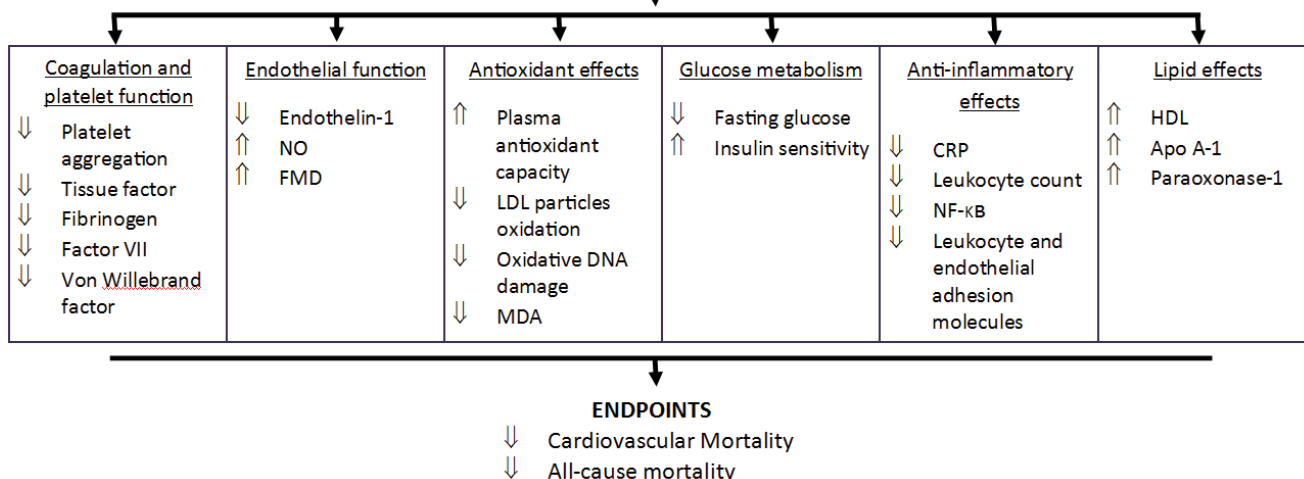 Coagulation and
platelet function
⇓ Platelet
aggregation
⇓ Tissue factor
⇓ Fibrinogen
⇓ Factor VII
⇓ Von Willebrand
factor
Endothelial function
⇓ Endothelin-1
⇑ NO
⇑ FMD
Antioxidant effects
⇑ Plasma
antioxidant
capacity
⇓ LDL particles
oxidation
⇓ Oxidative DNA
damage
⇓ MDA
Glucose metabolism
⇓ Fasting glucose
⇑ Insulin sensitivity
Anti-inflammatory
effects
⇓ CRP
⇓ Leukocyte count
⇓ NF-κB
⇓ Leukocyte and
endothelial
adhesion
molecules
Lipid effects
⇑ HDL
⇑ Apo A-1
⇑ Paraoxonase-1
ENDPOINTS
⇓ Cardiovascular Mortality
⇓ All-cause mortality